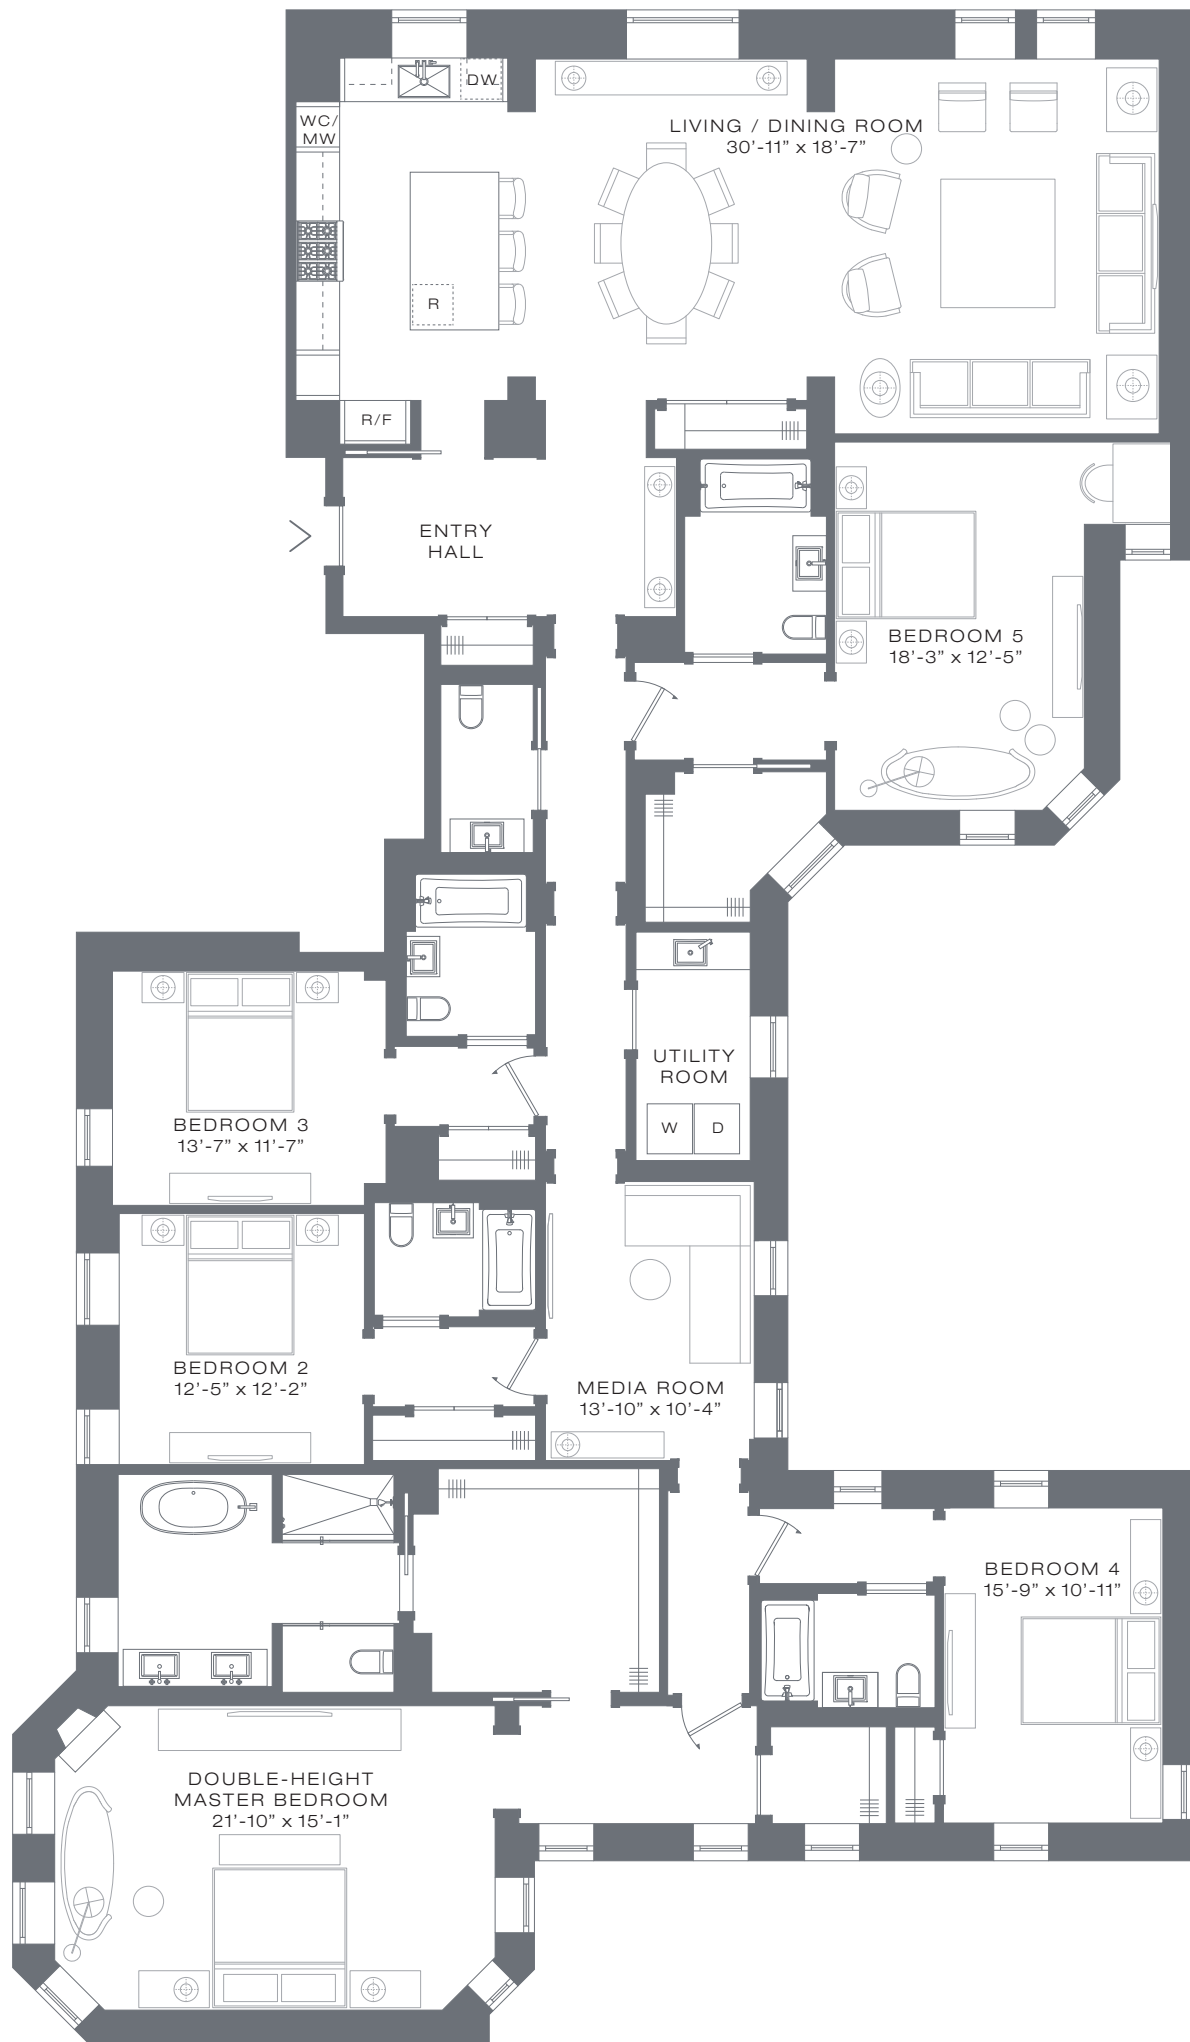 DW
WC/
MW
LIVING / DINING ROOM
30’-11” x 18’-7”
R
R/F
ENTRY
HALL
BEDROOM 5
18’-3” x 12’-5”
UTILITY
ROOM
W D
BEDROOM 3
13’-7” x 11’-7”
BEDROOM 2
12’-5” x 12’-2”
MEDIA ROOM
13’-10” x 10’-4”
BEDROOM 4
15’-9” x 10’-11”
DOUBLE-HEIGHT
MASTER BEDROOM
21’-10” x 15’-1”